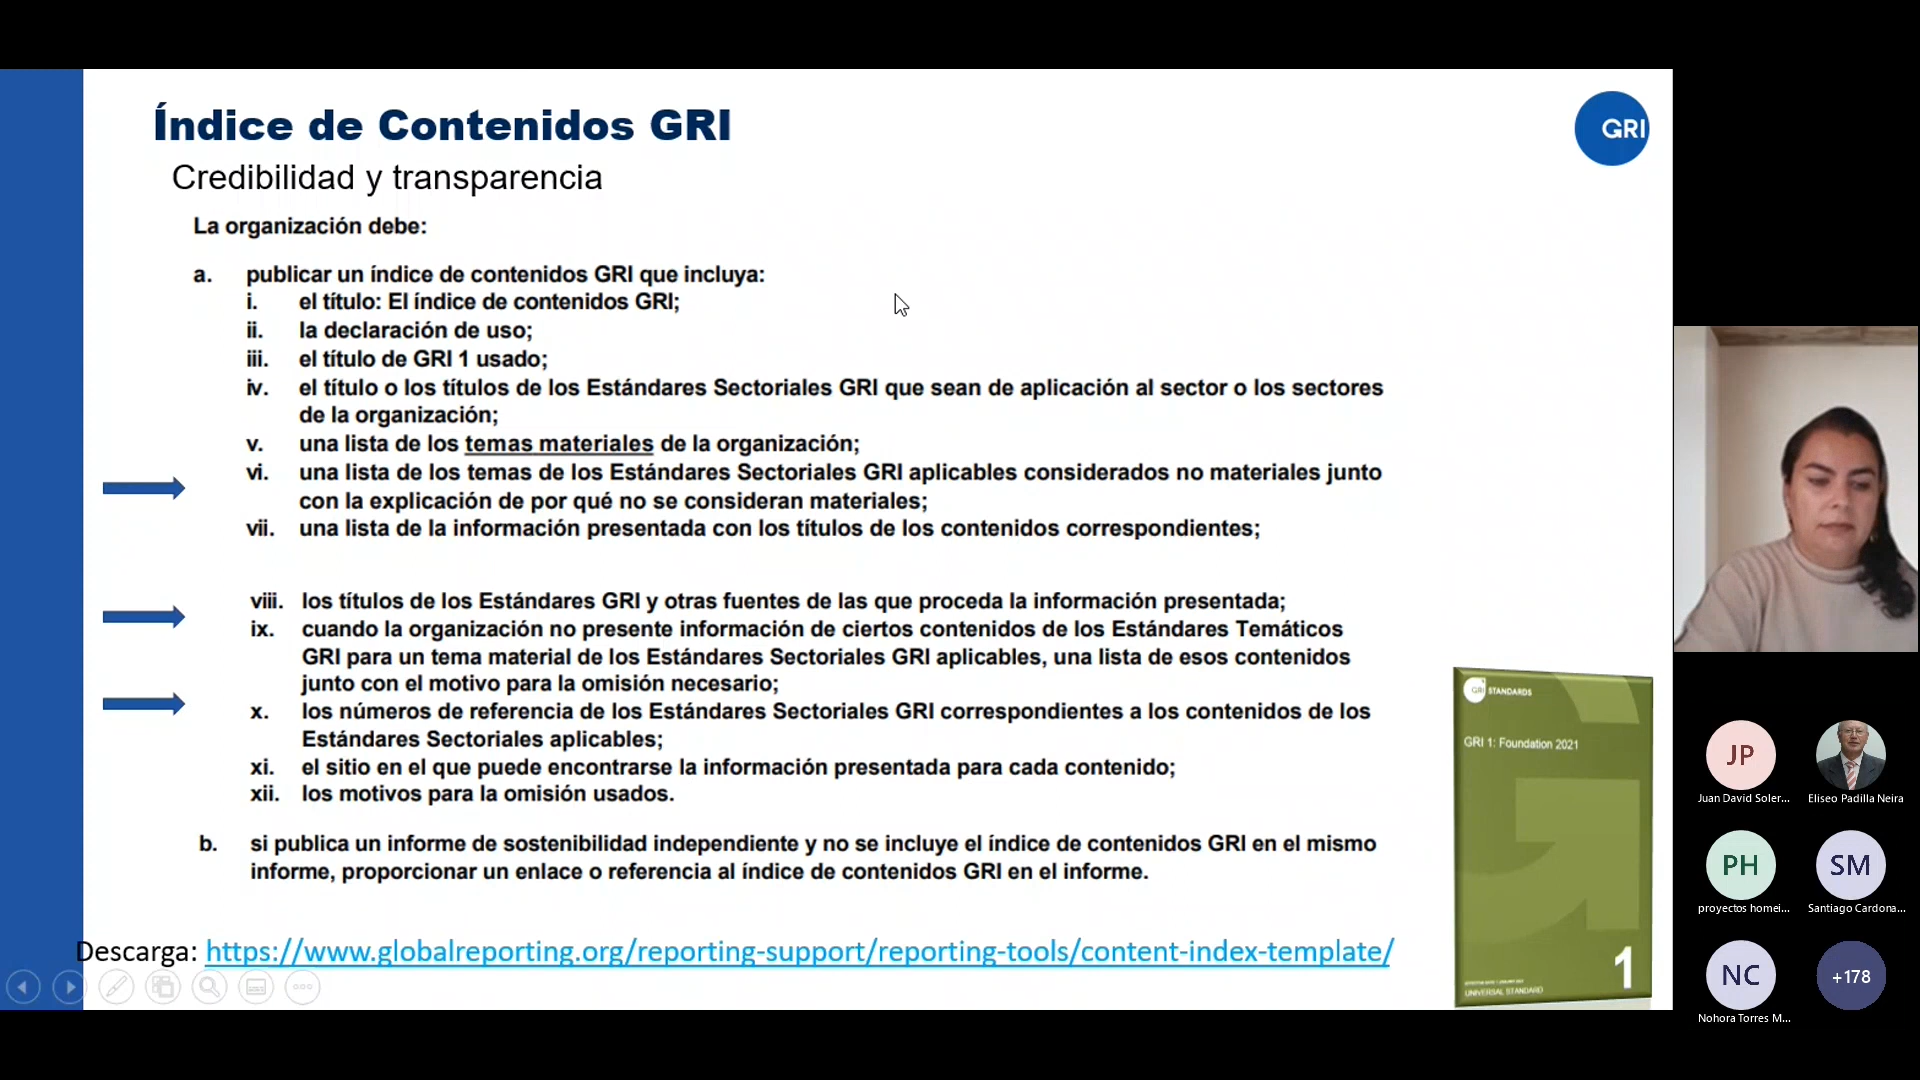 Índice de Contenidos GRI
GRI
Credibilidad y transparencia
La organización debe:
a. publicar un índice de contenidos GRI que incluya:
i. el título: El índice de contenidos GRI;
ii. la declaración de uso;
iii. el título de GRI 1 usado;
iv. el título o los títulos de los Estándares Sectoriales GRI que sean de aplicación al sector o los sectores
de la organización;
v. una lista de los temas materiales de la organización;
vi. una lista de los temas de los Estándares Sectoriales GRI aplicables considerados no materiales junto
con la explicación de por qué no se consideran materiales;
vii. una lista de la información presentada con los títulos de los contenidos correspondientes;
viii. los títulos de los Estándares GRI y otras fuentes de las que proceda la información presentada;
ix. cuando la organización no presente información de ciertos contenidos de los Estándares Temáticos
GRI para un tema material de los Estándares Sectoriales GRI aplicables, una lista de esos contenidos
junto con el motivo para la omisión necesario;
x. los números de referencia de los Estándares Sectoriales GRI correspondientes a los contenidos de los
Estándares Sectoriales aplicables;
xi. el sitio en el que puede encontrarse la información presentada para cada contenido;
xii. los motivos para la omisión usados.
b. si publica un informe de sostenibilidad independiente y no se incluye el índice de contenidos GRI en el mismo
informe, proporcionar un enlace o referencia al índice de contenidos GRI en el informe.
Descarga: https://www.globalreporting.org/reporting-support/reporting-tools/content-index-template/
GRI STANDARDS
GRI 1: Foundation 2021
1
UNIVERSAL STANDARD
JP
Juan David Soler...
Eliseo Padilla Neira
PH
proyectos homei...
SM
Santiago Cardona...
NC
Nohora Torres M...
+178